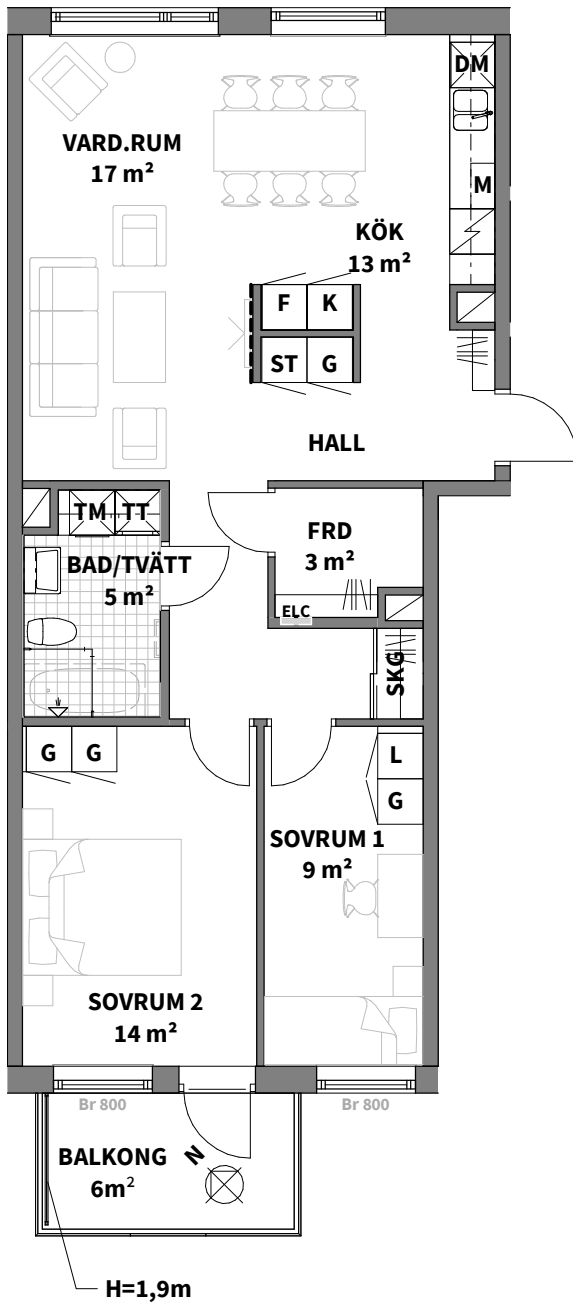 DM
VARD.RUM
17 m²
M
KÖK
13 m²
F K
ST G
HALL
TM TT
FRD
3 m²
BAD/TVÄTT
5 m²
ELC
SKG
G G
L
G
SOVRUM 1
9 m²
SOVRUM 2
14 m²
Br 800
Br 800
BALKONG
6m²
N
H=1,9m